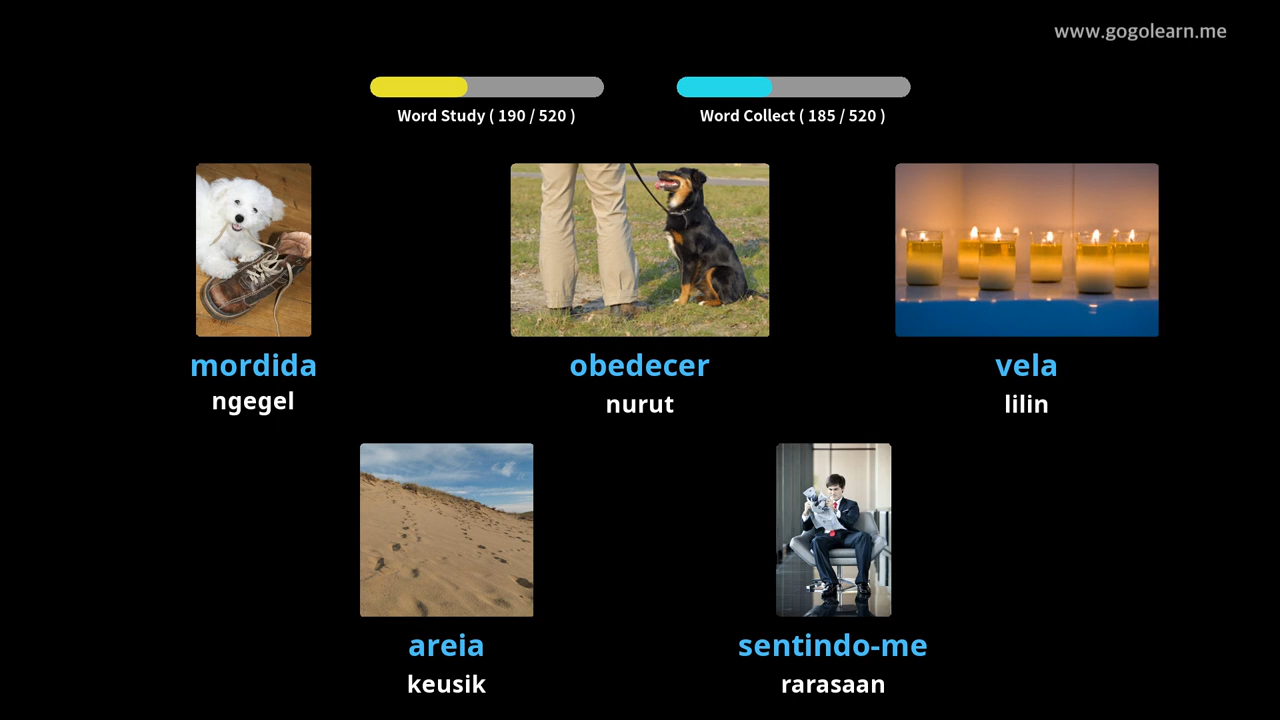 www.gogolearn.me
Word Study ( 190 / 520 )
Word Collect ( 185 / 520 )
mordida
ngegel
obedecer
nurut
vela
lilin
areia
keusik
sentindo-me
rarasaan